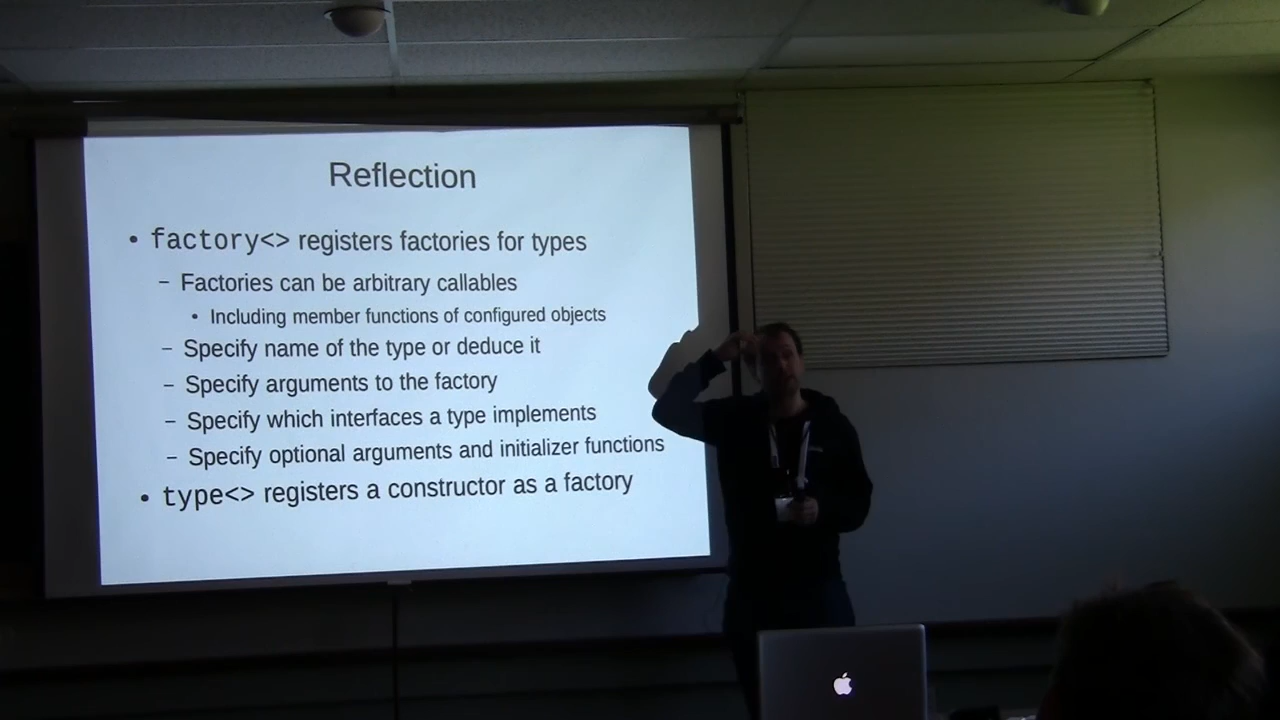 Reflection
• factory<> registers factories for types
– Factories can be arbitrary callables
• Including member functions of configured objects
– Specify name of the type or deduce it
– Specify arguments to the factory
– Specify which interfaces a type implements
– Specify optional arguments and initializer functions
• type<> registers a constructor as a factory